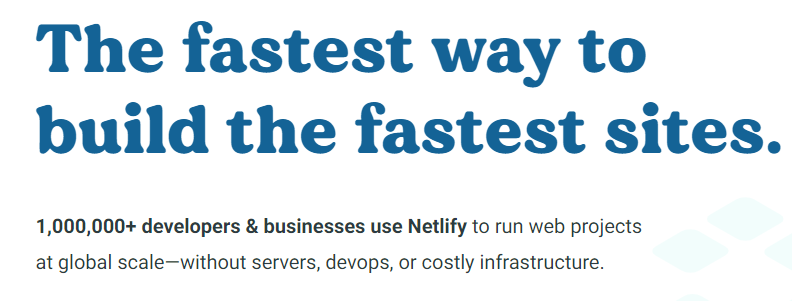 The fastest way to
build the fastest sites.
1,000,000+ developers & businesses use Netlify to run web projects
at global scale—without servers, devops, or costly infrastructure.